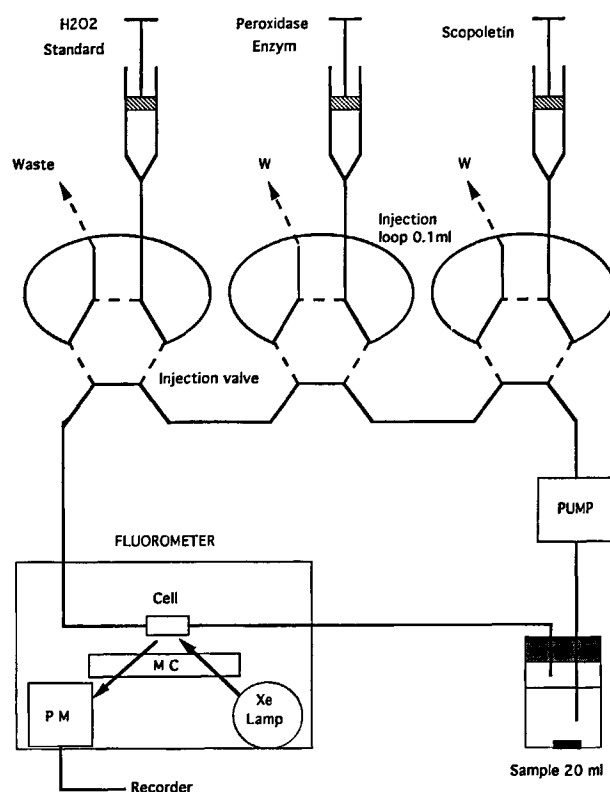 H2O2
Standard
Peroxidase
Enzym
Scopoletin
Waste
W
W
Injection
loop 0.1ml
Injection valve
PUMP
FLUOROMETER
Cell
M C
P M
Xe
Lamp
Recorder
Sample 20 ml